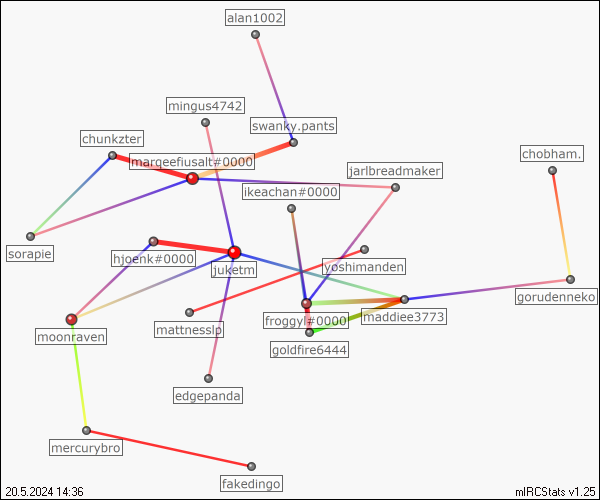 alan1002
mingus4742
swanky.pants
chunkzter
marqeefiusalt#0000
chobham.
jarlbreadmaker
ikeachan#0000
sorapie
hjoenk#0000
juketm
yoshimanden
gorudenneko
mattnesslp
froggyl#0000
maddiee3773
moonraven
goldfire6444
edgepanda
mercurybro
fakedingo
20.5.2024 14:36
mIRCStats v1.25